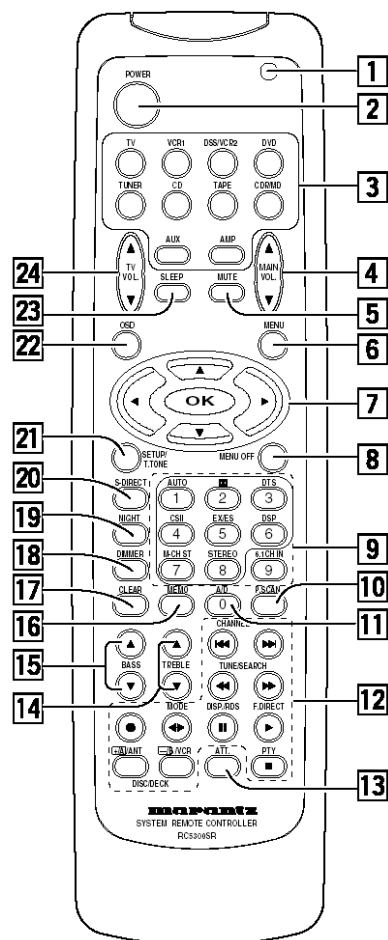 POWER
1
2
TV VCR1 DSS/VCR2 DVD
3
TUNER CD TAPE CDR/MD
AUX AMP
24
TV VOL.
MAIN VOL.
4
23
SLEEP MUTE
5
22
OSD MENU
6
OK
7
21
SETUP/
T.TONE
MENU OFF
8
20
S-DIRECT
AUTO DTS
1 2 3
19
NIGHT
CSII EX/ES DSP
4 5 6
9
18
DIMMER
M-CH ST STEREO 6.1CH IN
7 8 9
10
17
CLEAR MEMO A/D P.SCAN
0
16
11
CHANNEL
15
BASS TREBLE TUNE/SEARCH
14
12
MODE DISP/RDS F.DIRECT
+/A/ANT —/B/VCR ATT. PTY
DISC/DECK
13
marantz
SYSTEM REMOTE CONTROLLER
RC5300SR